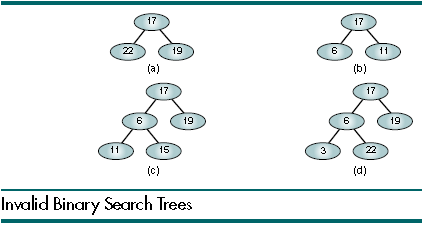 17 17
22 19 6 11
(a) (b)
17 17
6 19 6 19
11 15 3 22
(c) (d)
Invalid Binary Search Trees